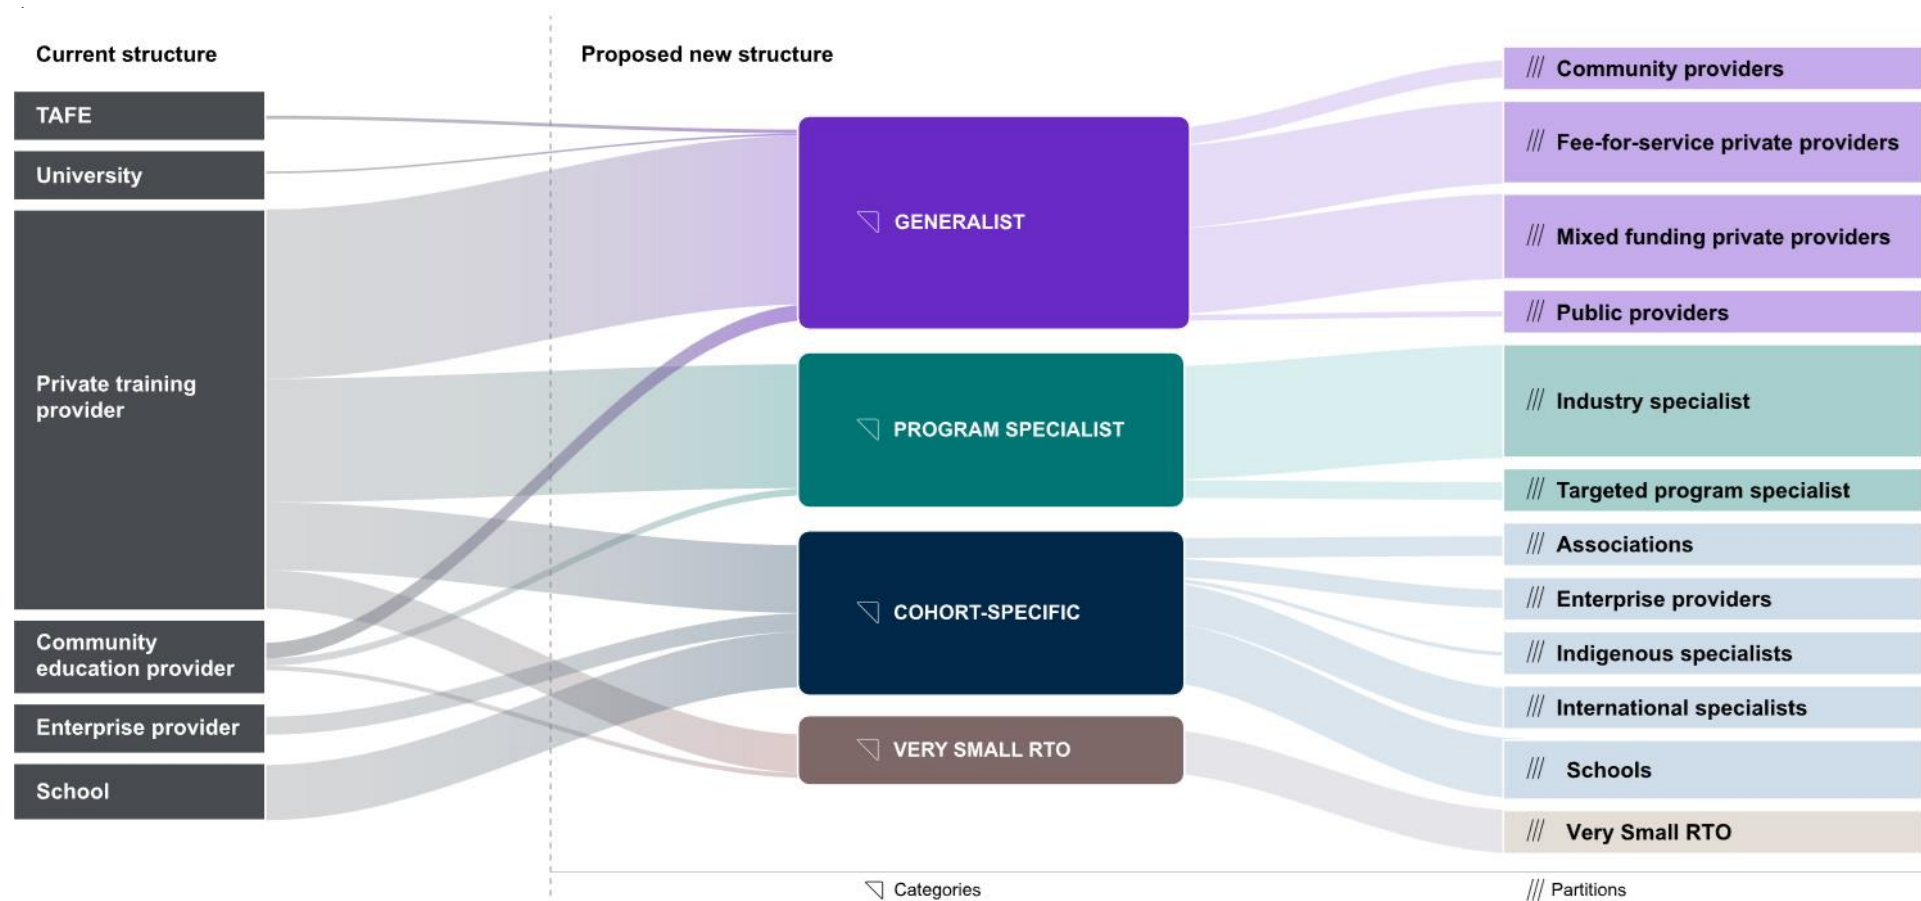 Current structure
Proposed new structure
TAFE
University
Private training
provider
Community
education provider
Enterprise provider
School
GENERALIST
PROGRAM SPECIALIST
COHORT-SPECIFIC
VERY SMALL RTO
Community providers
Fee-for-service private providers
Mixed funding private providers
Public providers
Industry specialist
Targeted program specialist
Associations
Enterprise providers
Indigenous specialists
International specialists
Schools
Very Small RTO
Categories
Partitions